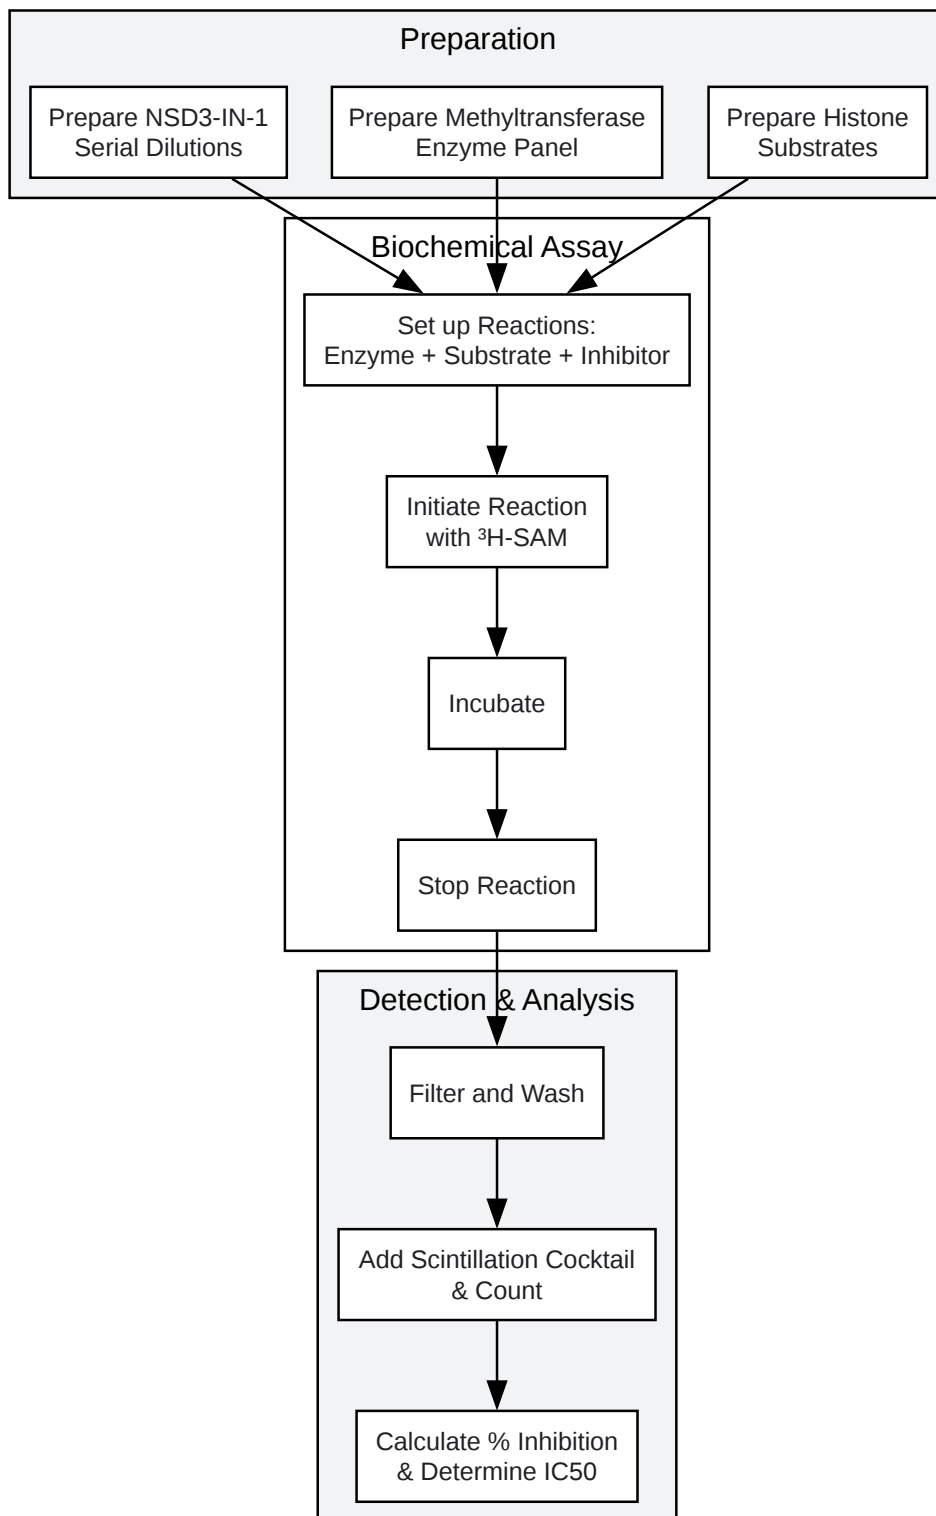 Preparation
Prepare NSD3-IN-1
Serial Dilutions
Prepare Methyltransferase
Enzyme Panel
Prepare Histone
Substrates
Biochemical Assay
Set up Reactions:
Enzyme + Substrate + Inhibitor
Initiate Reaction
with ³H-SAM
Incubate
Stop Reaction
Detection & Analysis
Filter and Wash
Add Scintillation Cocktail
& Count
Calculate % Inhibition
& Determine IC50